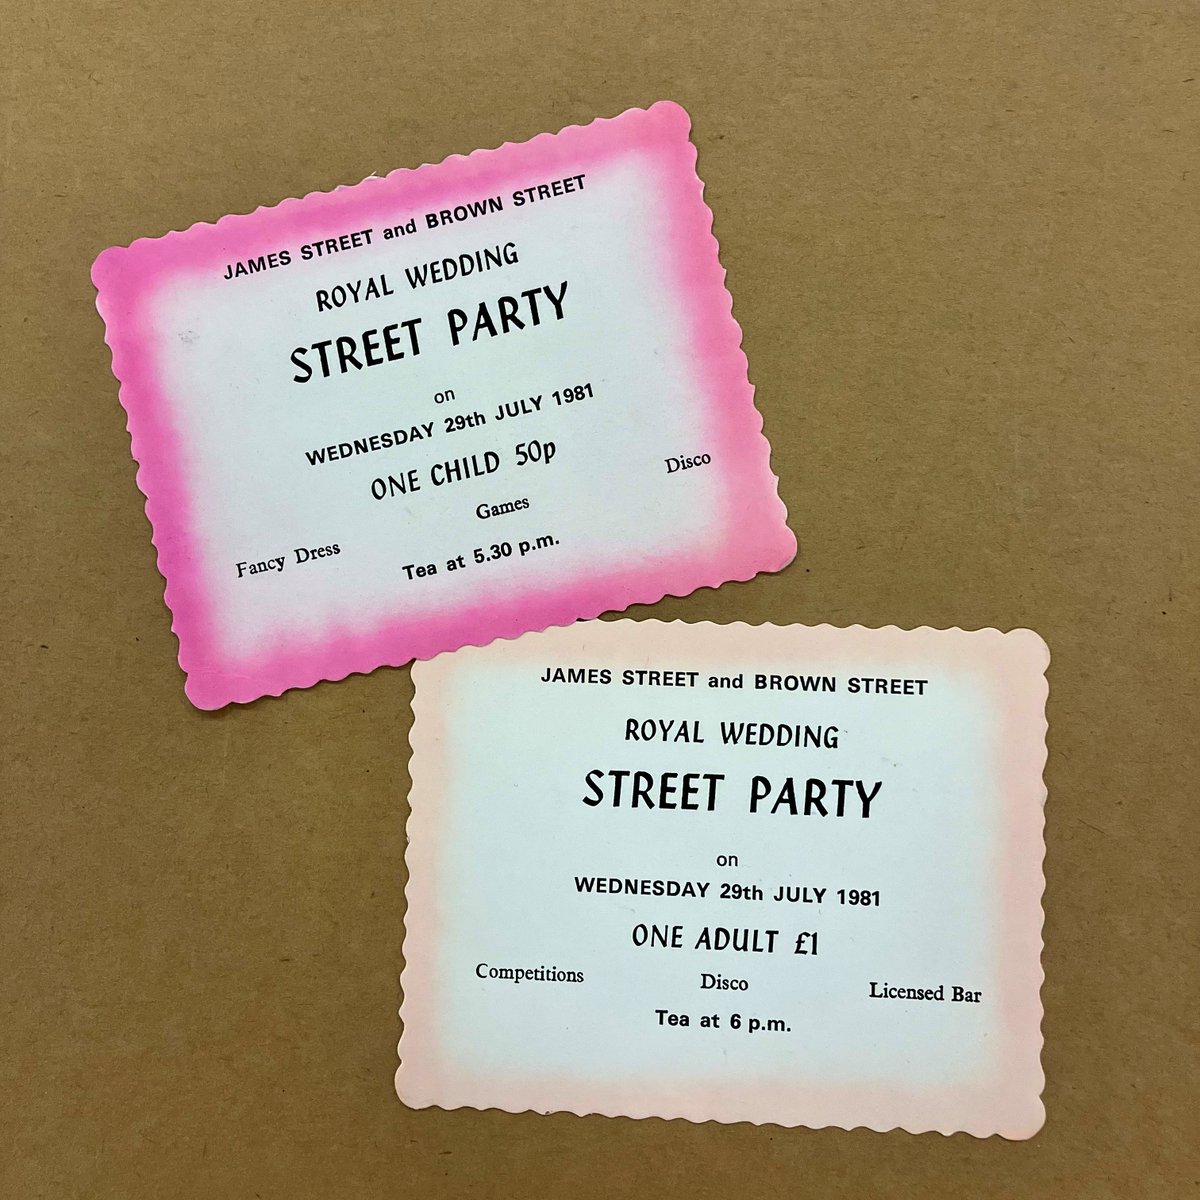 JAMES STREET and BROWN STREET
ROYAL WEDDING
STREET PARTY
on
WEDNESDAY 29th JULY 1981
ONE CHILD 50p
Fancy Dress Games Disco
Tea at 5.30 p.m.
JAMES STREET and BROWN STREET
ROYAL WEDDING
STREET PARTY
on
WEDNESDAY 29th JULY 1981
ONE ADULT £1
Competitions Disco Licensed Bar
Tea at 6 p.m.